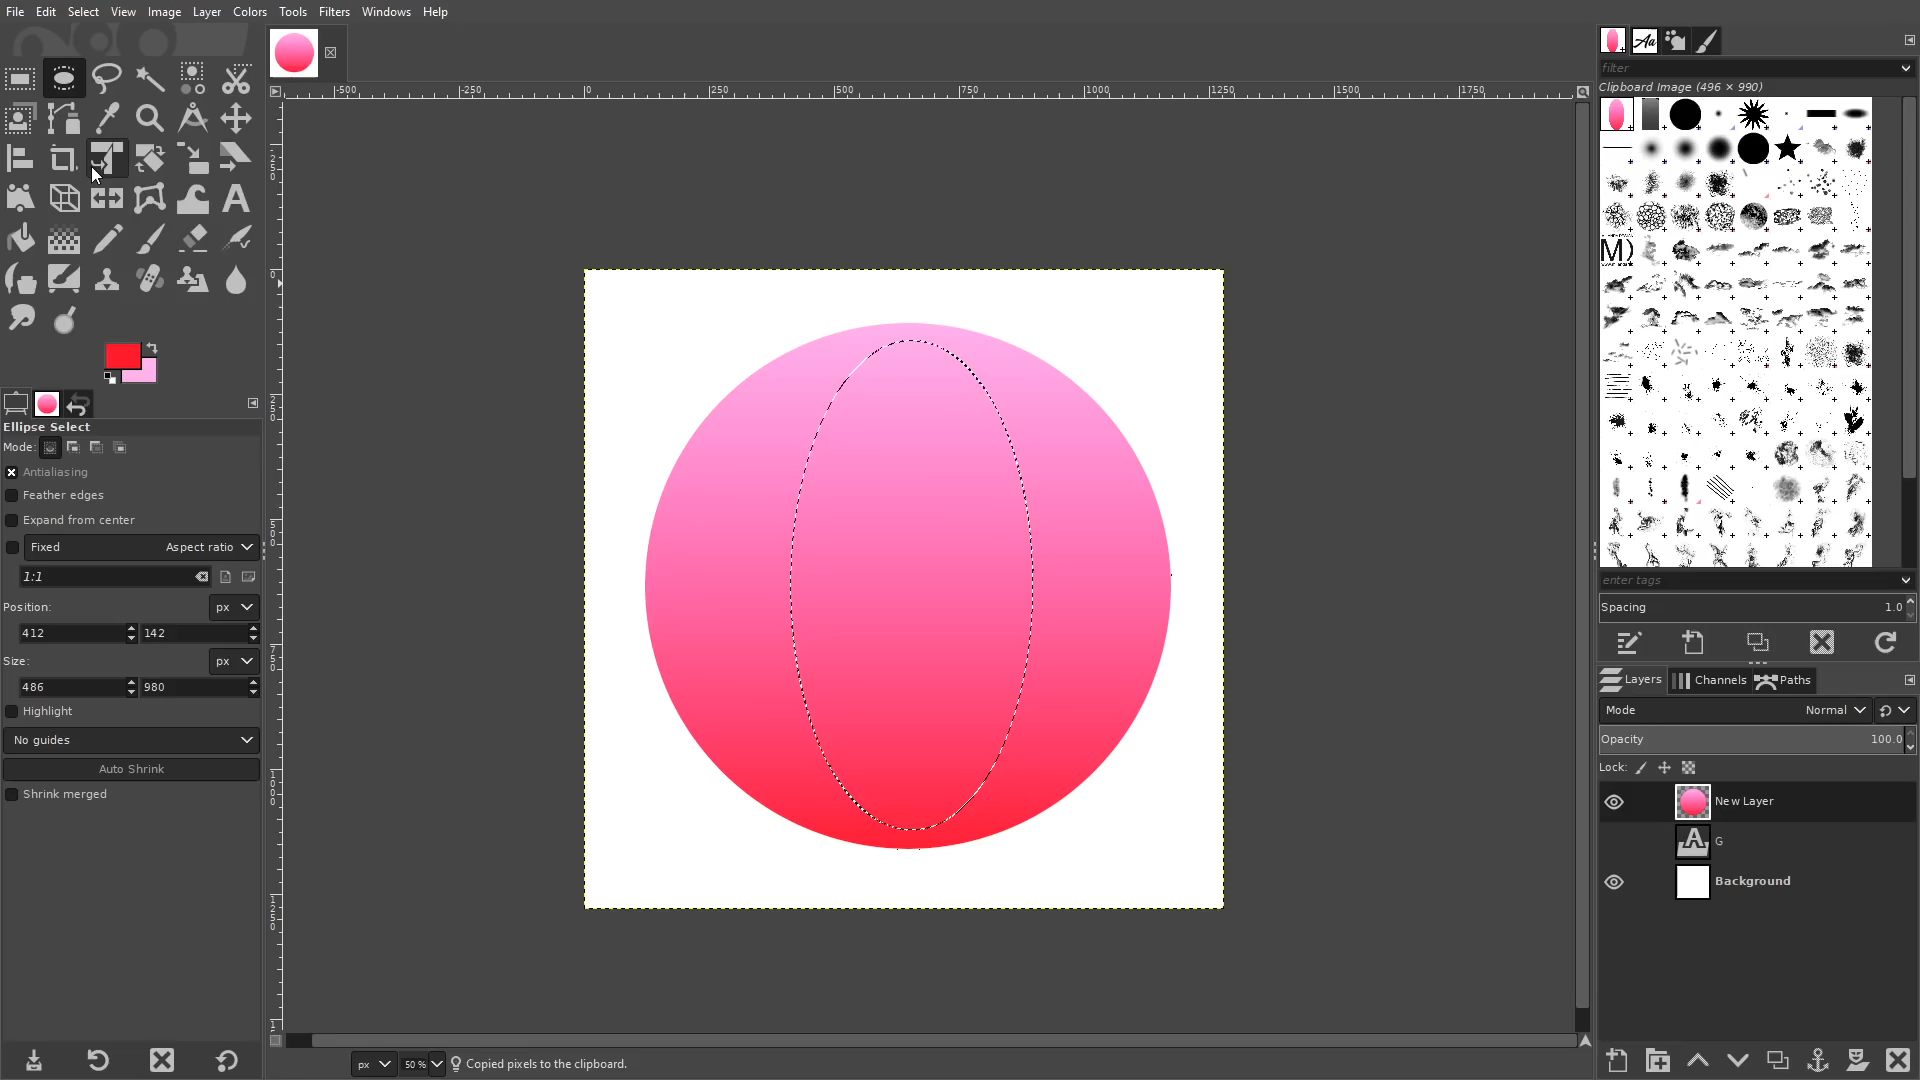 File Edit Select View Image Layer Colors Tools Filters Windows Help
filter
Clipboard Image (496 × 990)
-500 -250 0 250 500 750 1000 1250 1500 1750
Ellipse Select
Mode:
Antialiasing
Feather edges
Expand from center
Fixed Aspect ratio
1:1
Position: px
412 142
Size: px
486 980
Highlight
No guides
Auto Shrink
Shrink merged
enter tags
Spacing 1.0
Layers Channels Paths
Mode Normal
Opacity 100.0
Lock:
New Layer
G
Background
px 50 % Copied pixels to the clipboard.